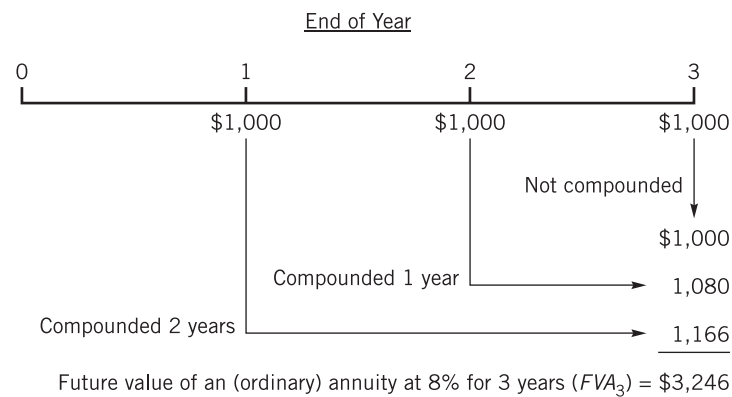 End of Year
0 1 2 3
$1,000 $1,000 $1,000
Not compounded
$1,000
Compounded 1 year 1,080
Compounded 2 years 1,166
Future value of an (ordinary) annuity at 8% for 3 years (FVA₃) = $3,246